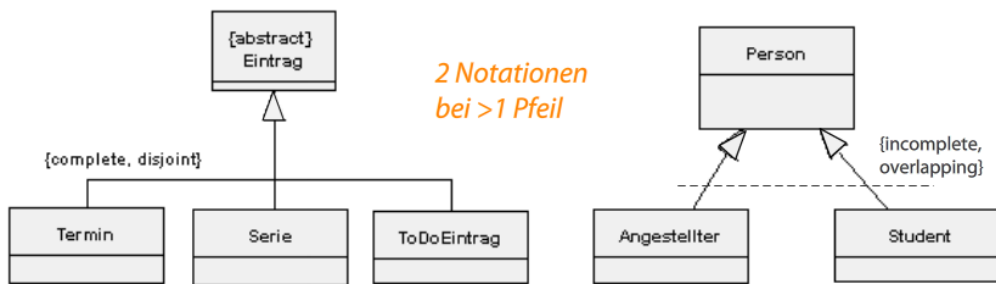 {abstract}
Eintrag
{complete, disjoint}
Termin
Serie
ToDoEintrag
2 Notationen
bei >1 Pfeil
Person
{incomplete,
overlapping}
Angestellter
Student